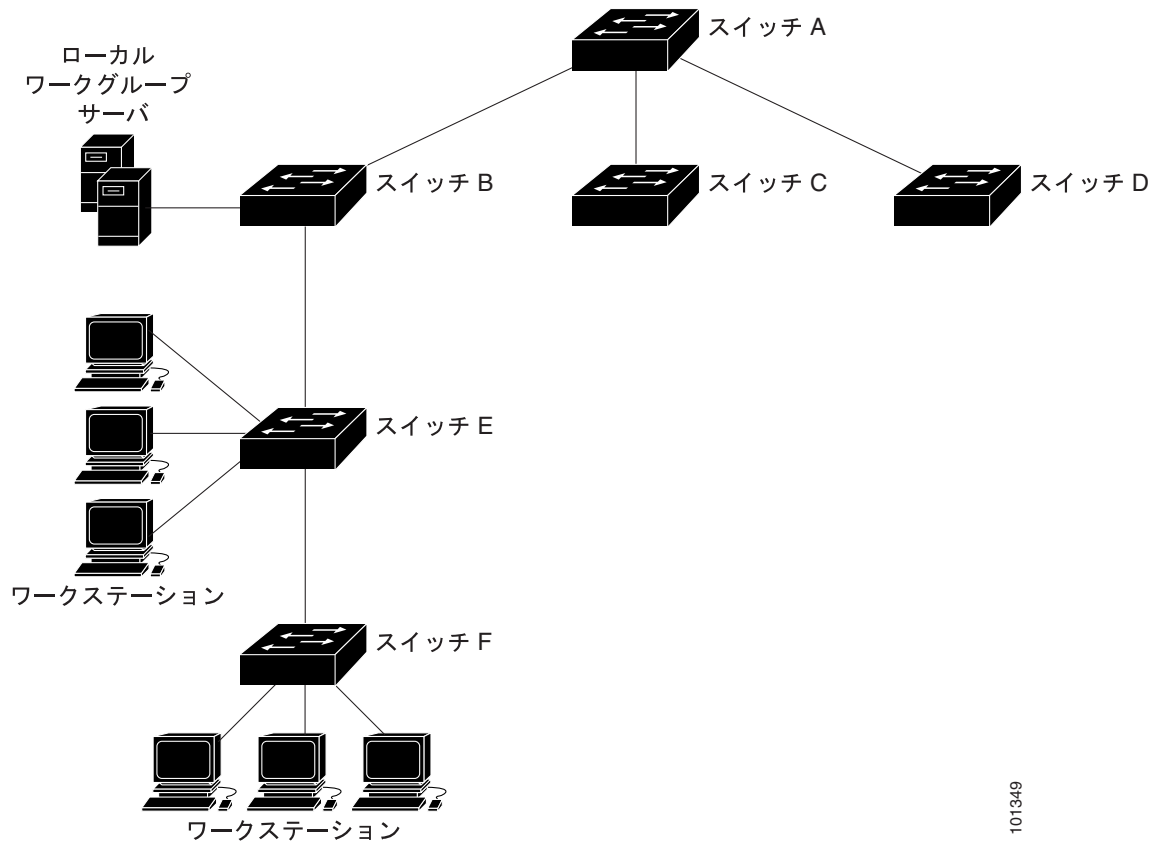 スイッチ A
ローカル
ワークグループ
サーバ
スイッチ B
スイッチ C
スイッチ D
スイッチ E
ワークステーション
スイッチ F
ワークステーション
101349